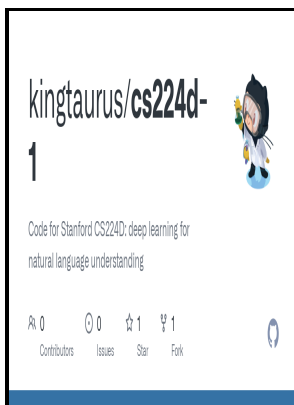 kingtaurus/cs224d-
1
Code for Stanford CS224D: deep learning for
natural language understanding
0 0 1 1
Contributors Issues Star Fork